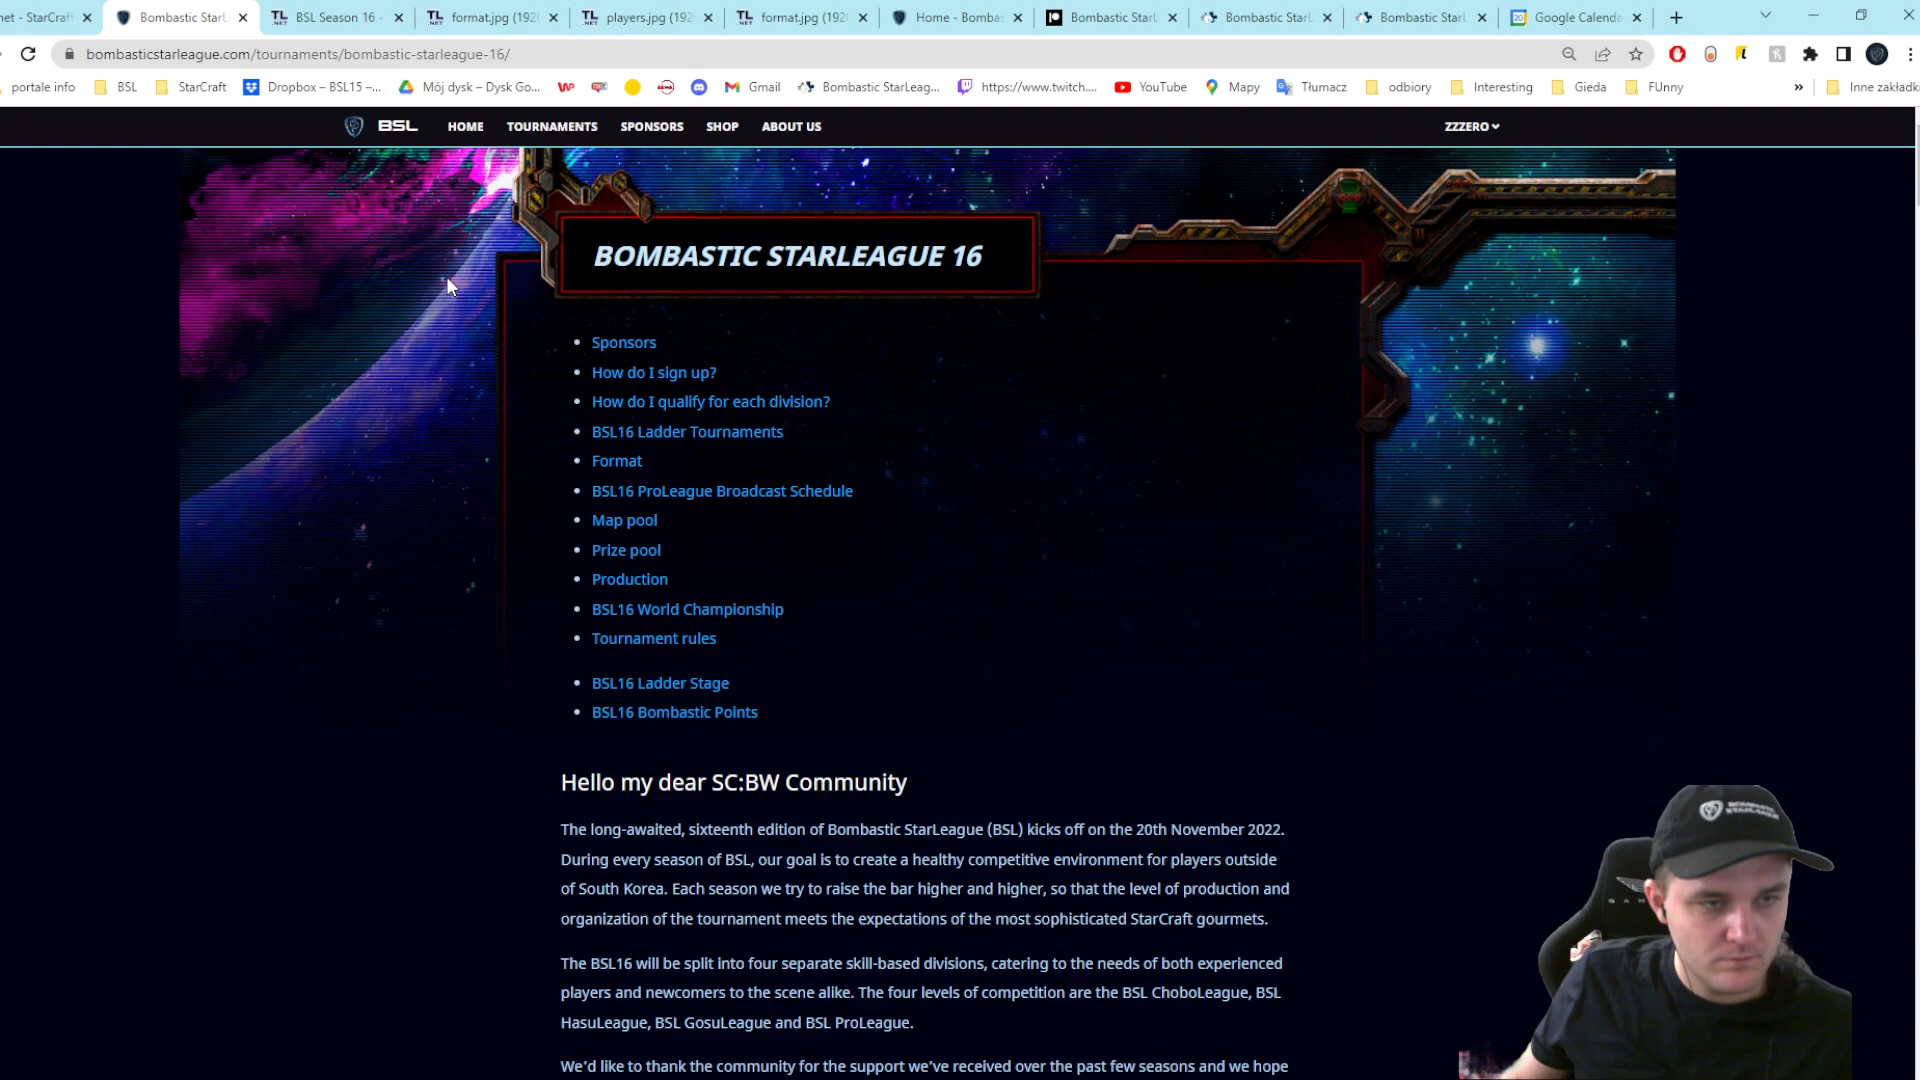 net - StarCraft
Bombastic StarL
BSL Season 16 -
format.jpg (192
players.jpg (192
format.jpg (192
Home - Bombas
Bombastic StarL
Bombastic StarL
Bombastic StarL
Google Calenda
bombasticstarleague.com/tournaments/bombastic-starleague-16/
portale info
BSL
StarCraft
Dropbox – BSL15 –...
Mój dysk – Dysk Go...
Gmail
Bombastic StarLeag...
https://www.twitch....
YouTube
Mapy
Tłumacz
odbiory
Interesting
Gieda
FUnny
»
Inne zakładki
BSL
HOME
TOURNAMENTS
SPONSORS
SHOP
ABOUT US
ZZZERO
BOMBASTIC STARLEAGUE 16
• Sponsors
• How do I sign up?
• How do I qualify for each division?
• BSL16 Ladder Tournaments
• Format
• BSL16 ProLeague Broadcast Schedule
• Map pool
• Prize pool
• Production
• BSL16 World Championship
• Tournament rules
• BSL16 Ladder Stage
• BSL16 Bombastic Points
Hello my dear SC:BW Community
The long-awaited, sixteenth edition of Bombastic StarLeague (BSL) kicks off on the 20th November 2022.
During every season of BSL, our goal is to create a healthy competitive environment for players outside
of South Korea. Each season we try to raise the bar higher and higher, so that the level of production and
organization of the tournament meets the expectations of the most sophisticated StarCraft gourmets.
The BSL16 will be split into four separate skill-based divisions, catering to the needs of both experienced
players and newcomers to the scene alike. The four levels of competition are the BSL ChoboLeague, BSL
HasuLeague, BSL GosuLeague and BSL ProLeague.
We'd like to thank the community for the support we've received over the past few seasons and we hope
BOMBASTIC
STARLEAGUE